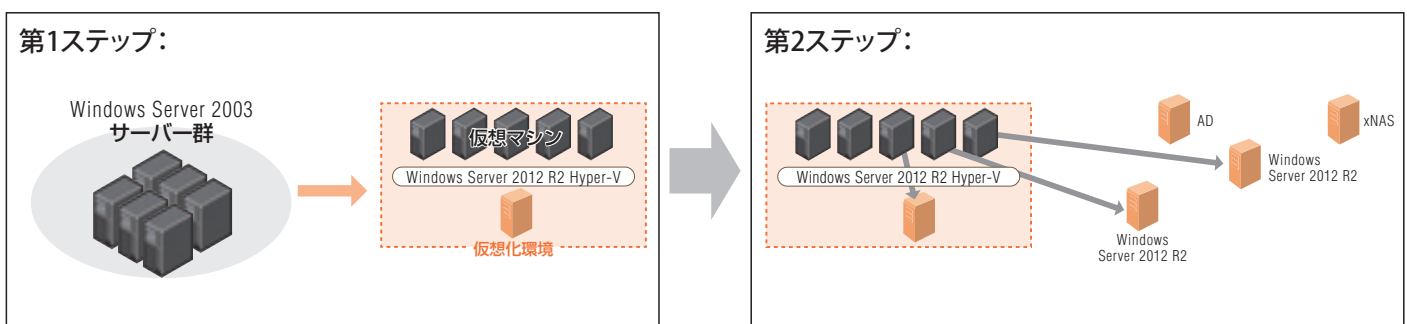 第1ステップ：
Windows Server 2003
サーバー群
仮想マシン
Windows Server 2012 R2 Hyper-V
仮想化環境
第2ステップ：
Windows Server 2012 R2 Hyper-V
AD
xNAS
Windows
Server 2012 R2
Windows
Server 2012 R2